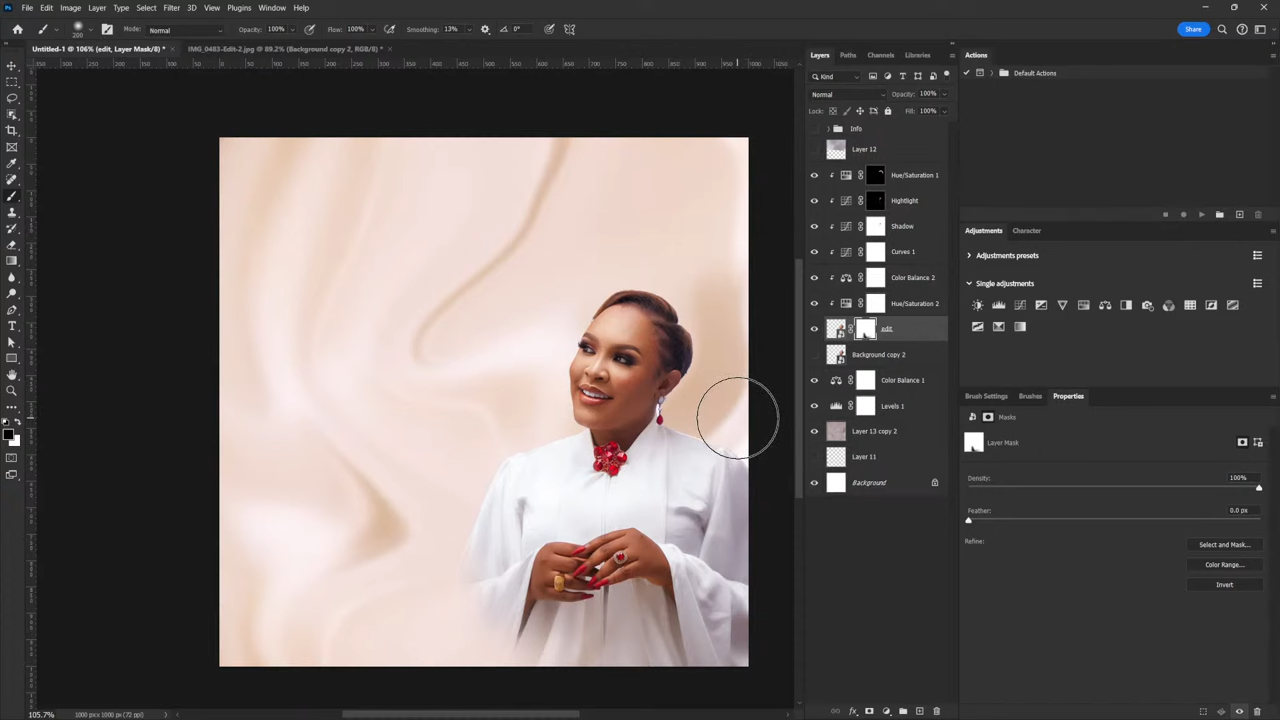 File Edit Image Layer Type Select Filter 3D View Plugins Window Help
200 Mode: Normal Opacity: 100% Flow: 100% Smoothing: 13% 0° Share
Untitled-1 @ 106% (edit, Layer Mask/8) * × IMG_0483-Edit-2.jpg @ 89.2% (Background copy 2, RGB/8) * ×
Layers Paths Channels Libraries
Kind
Normal Opacity: 100%
Lock: Fill: 100%
Info
Layer 12
Hue/Saturation 1
Hightlight
Shadow
Curves 1
Color Balance 2
Hue/Saturation 2
edit
Background copy 2
Color Balance 1
Levels 1
Layer 13 copy 2
Layer 11
Background
Actions
Default Actions
Adjustments Character
Adjustments presets
Single adjustments
Brush Settings Brushes Properties
Masks
Layer Mask
Density: 100%
Feather: 0.0 px
Refine: Select and Mask...
Color Range...
Invert
105.7% 1000 px x 1000 px (72 ppi)